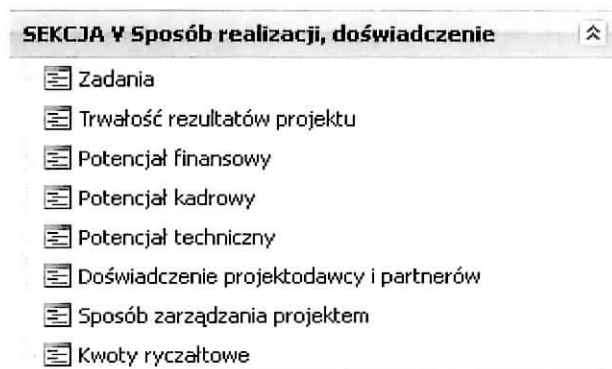 SEKCJA V Sposób realizacji, doświadczenie
Zadania
Trwałość rezultatów projektu
Potencjał finansowy
Potencjał kadrowy
Potencjał techniczny
Doświadczenie projektodawcy i partnerów
Sposób zarządzania projektem
Kwoty ryczałtowe